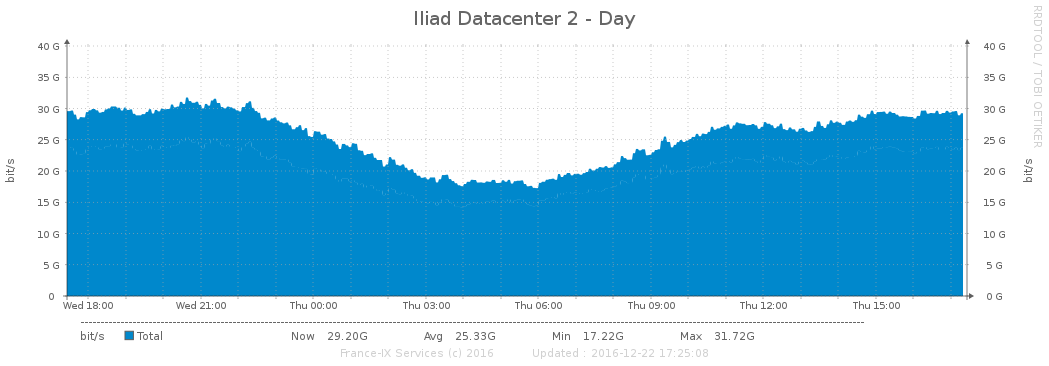 Iliad Datacenter 2 - Day
RRDTOOL / TOBI OETIKER
40 G 40 G
35 G 35 G
30 G 30 G
25 G 25 G
20 G 20 G
15 G 15 G
10 G 10 G
5 G 5 G
0 0 G
bit/s
bit/s
Wed 18:00 Wed 21:00 Thu 00:00 Thu 03:00 Thu 06:00 Thu 09:00 Thu 12:00 Thu 15:00
bit/s Total Now 29.20G Avg 25.33G Min 17.22G Max 31.72G
France-IX Services (c) 2016 Updated : 2016-12-22 17:25:08